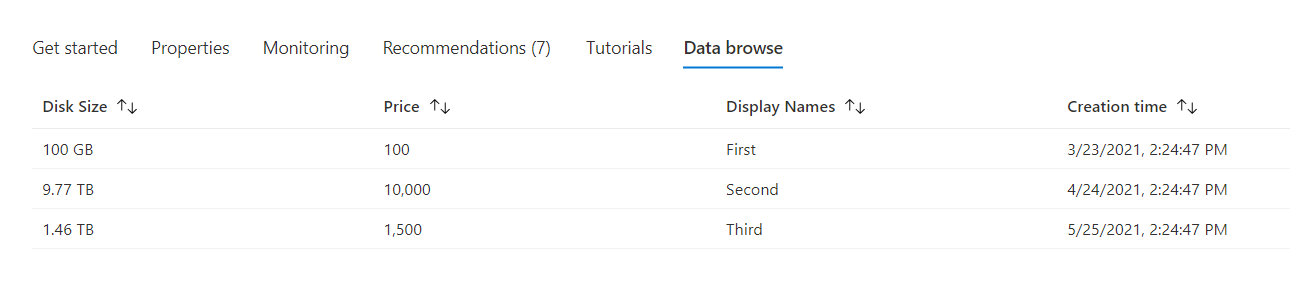 Get started Properties Monitoring Recommendations (7) Tutorials Data browse
Disk Size ↑↓ Price ↑↓ Display Names ↑↓ Creation time ↑↓
100 GB 100 First 3/23/2021, 2:24:47 PM
9.77 TB 10,000 Second 4/24/2021, 2:24:47 PM
1.46 TB 1,500 Third 5/25/2021, 2:24:47 PM